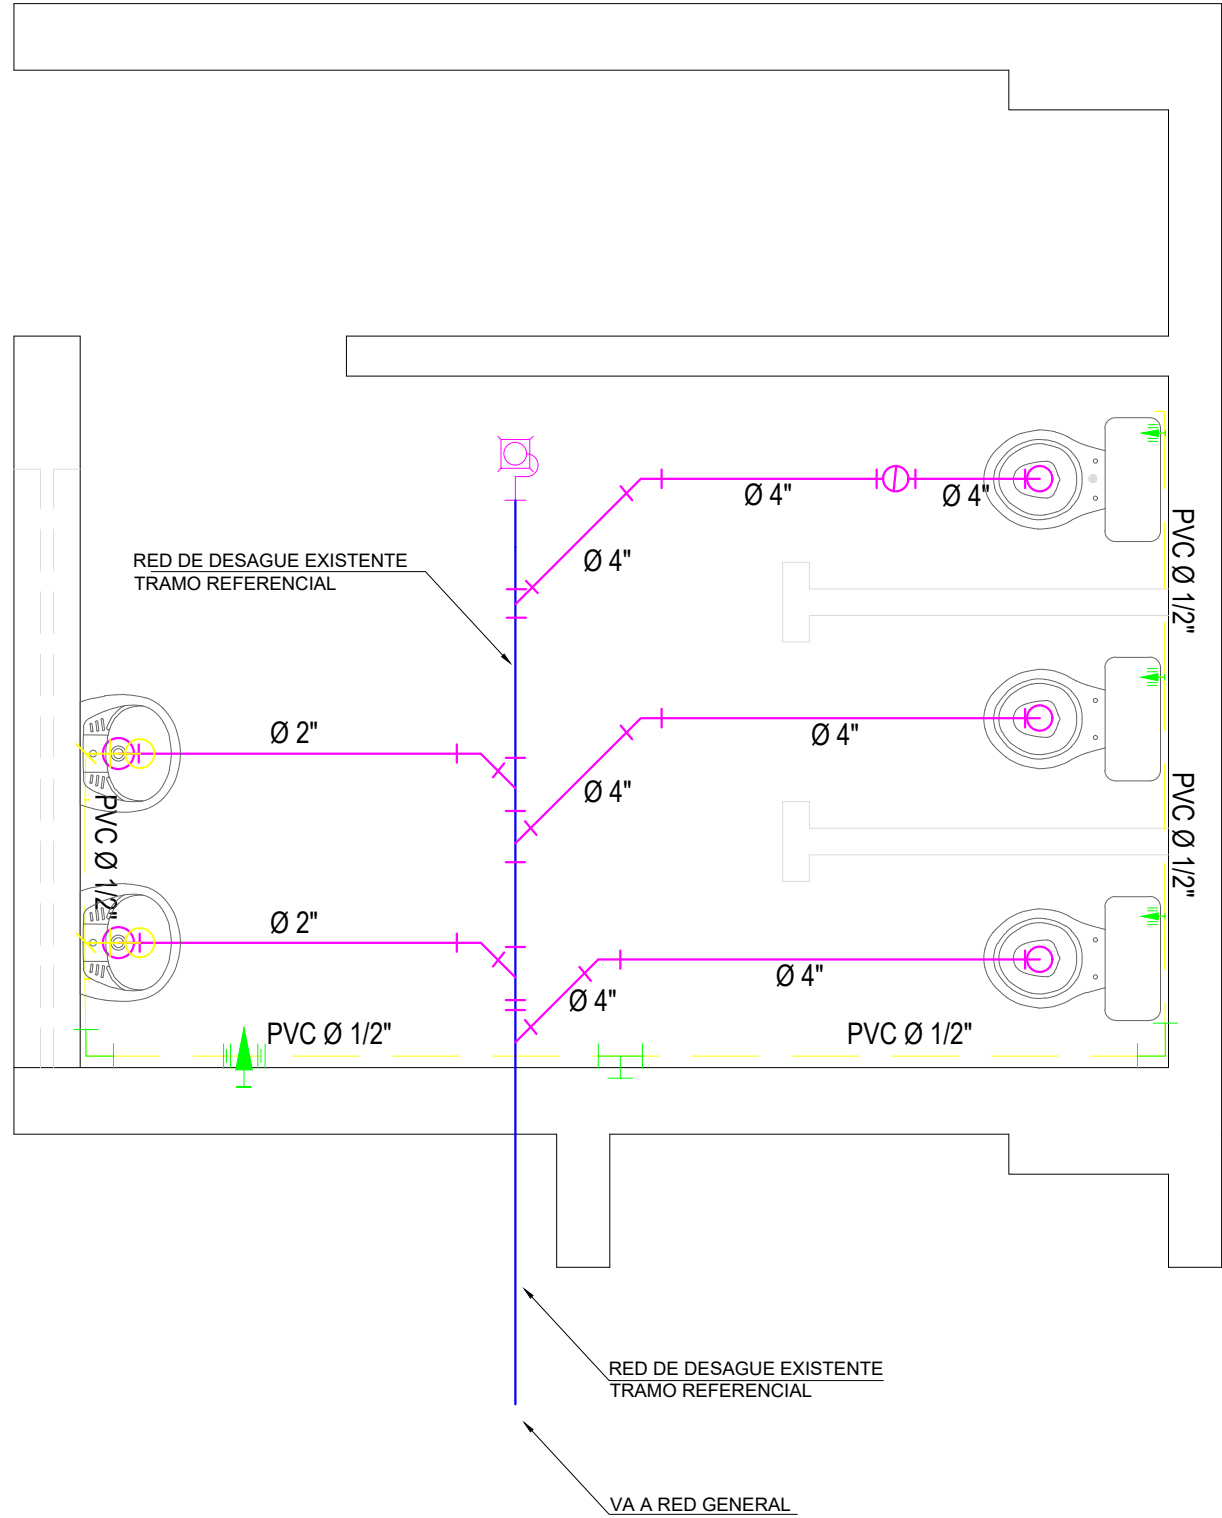 Ø 4"
Ø 4"
Ø 4"
PVC Ø 1/2"
RED DE DESAGUE EXISTENTE
TRAMO REFERENCIAL
Ø 2"
Ø 4"
Ø 4"
PVC Ø 1/2"
PVC Ø 1/2"
Ø 2"
Ø 4"
Ø 4"
PVC Ø 1/2"
PVC Ø 1/2"
RED DE DESAGUE EXISTENTE
TRAMO REFERENCIAL
VA A RED GENERAL